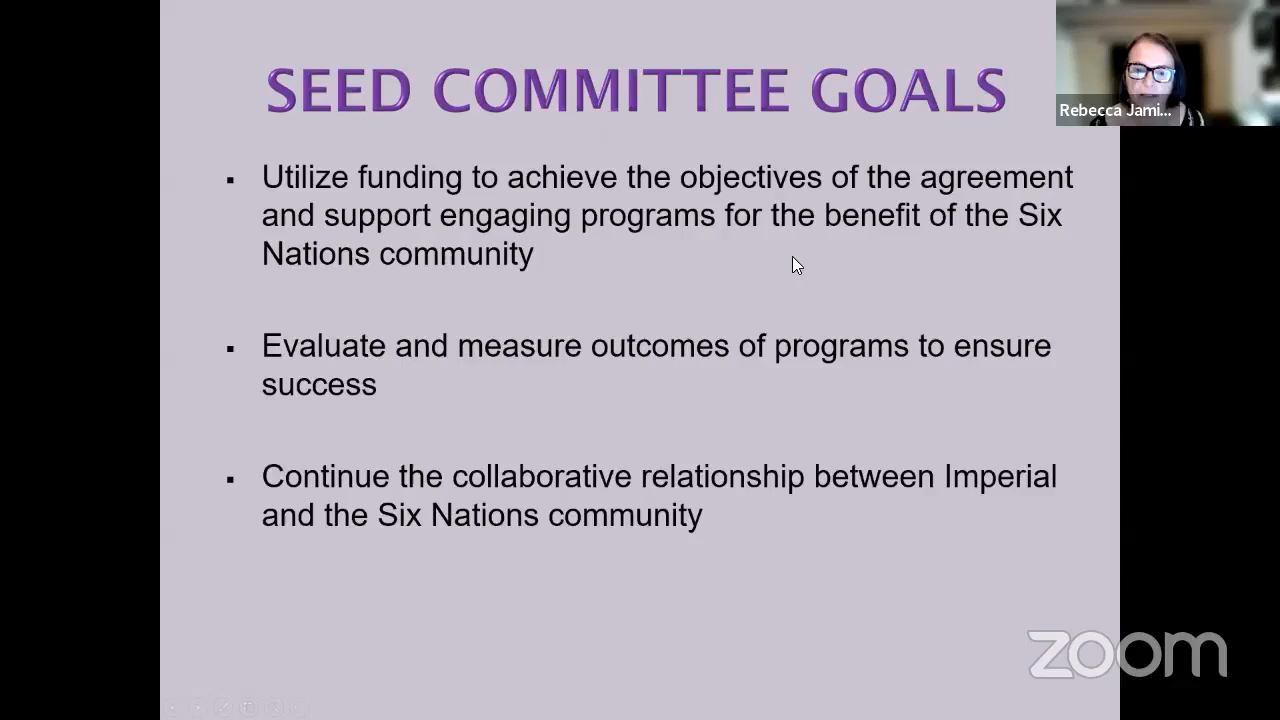 SEED COMMITTEE GOALS
Rebecca Jami...
▪ Utilize funding to achieve the objectives of the agreement
and support engaging programs for the benefit of the Six
Nations community
▪ Evaluate and measure outcomes of programs to ensure
success
▪ Continue the collaborative relationship between Imperial
and the Six Nations community
zoom